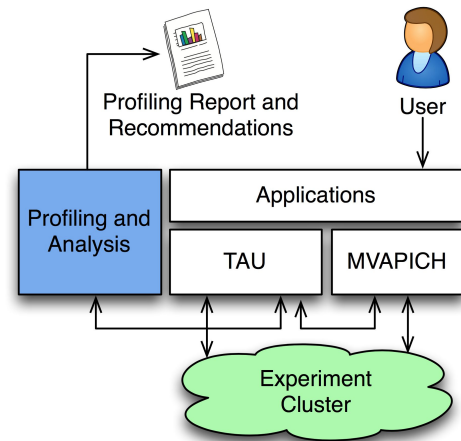 Profiling Report and
Recommendations
User
Profiling and
Analysis
Applications
TAU
MVAPICH
Experiment
Cluster